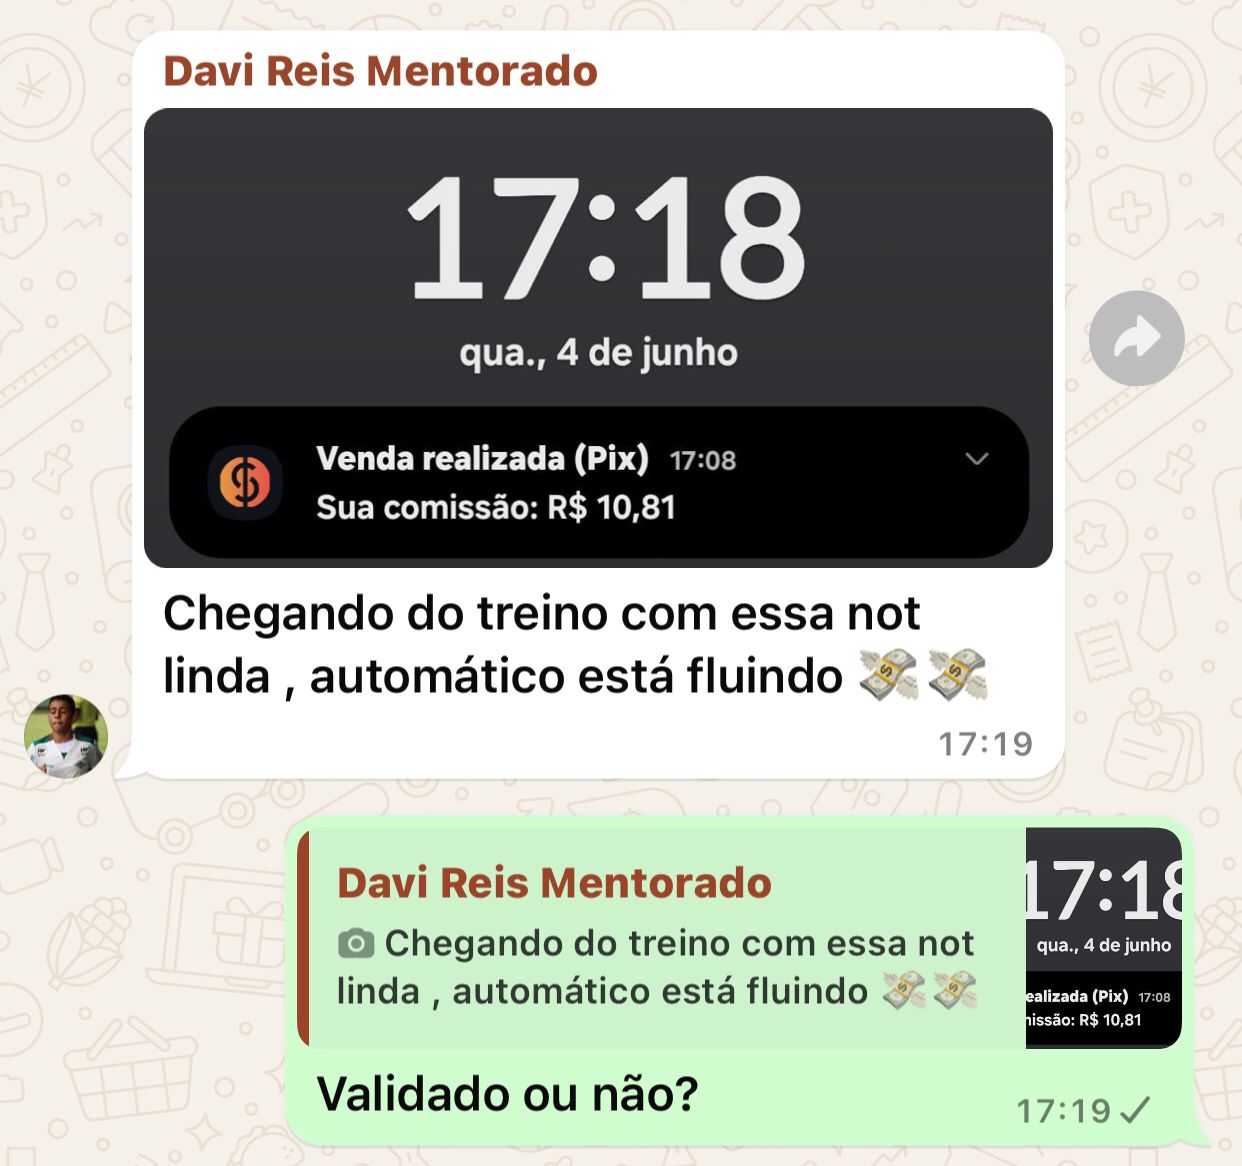 Davi Reis Mentorado
17:18
qua., 4 de junho
Venda realizada (Pix) 17:08
Sua comissão: R$ 10,81
Chegando do treino com essa not
linda , automático está fluindo 💸 💸
17:19
Davi Reis Mentorado
Chegando do treino com essa not
linda , automático está fluindo 💸 💸
17:18
qua., 4 de junho
ealizada (Pix) 17:08
issão: R$ 10,81
Validado ou não?
17:19